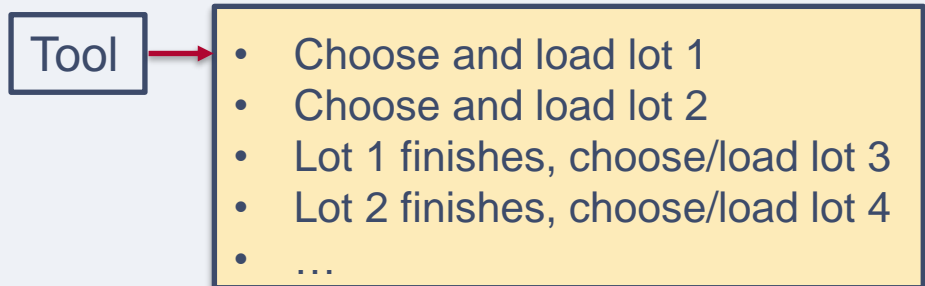 Tool
• Choose and load lot 1
• Choose and load lot 2
• Lot 1 finishes, choose/load lot 3
• Lot 2 finishes, choose/load lot 4
• …